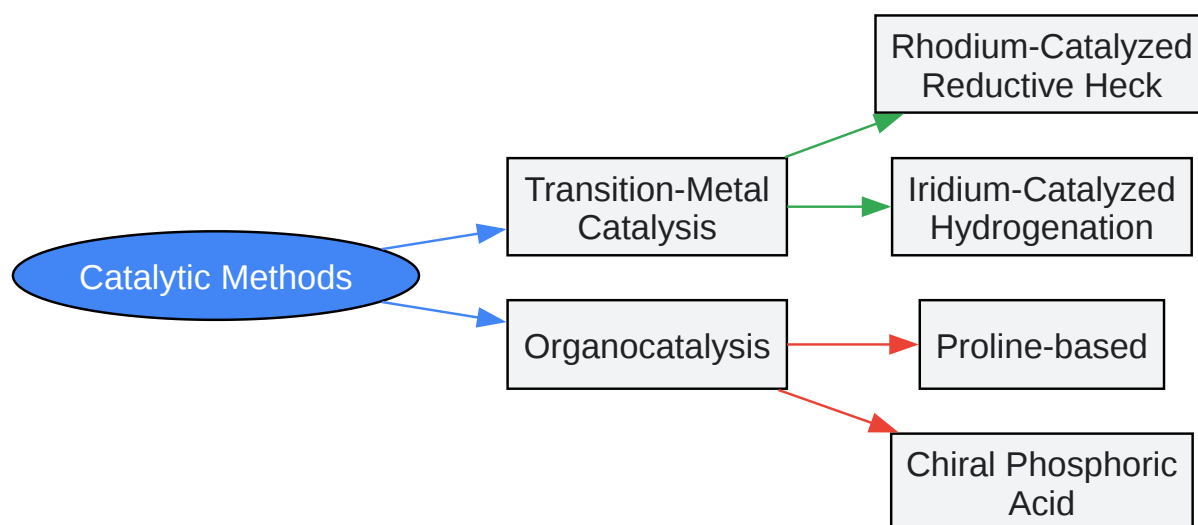 Rhodium-Catalyzed
Reductive Heck
Transition-Metal
Catalysis
Iridium-Catalyzed
Hydrogenation
Catalytic Methods
Organocatalysis
Proline-based
Chiral Phosphoric
Acid